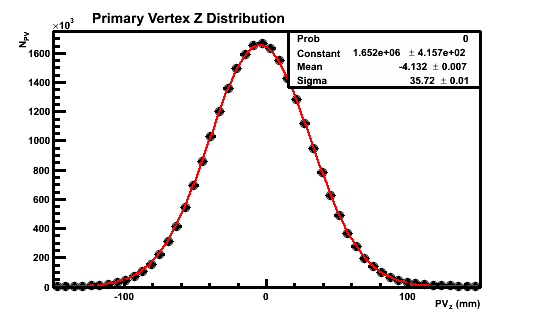 Primary Vertex Z Distribution
×10³
N_PV
Prob 0
Constant 1.652e+06 ± 4.157e+02
Mean -4.132 ± 0.007
Sigma 35.72 ± 0.01
1600
1400
1200
1000
800
600
400
200
0
-100 0 100
PV_z (mm)